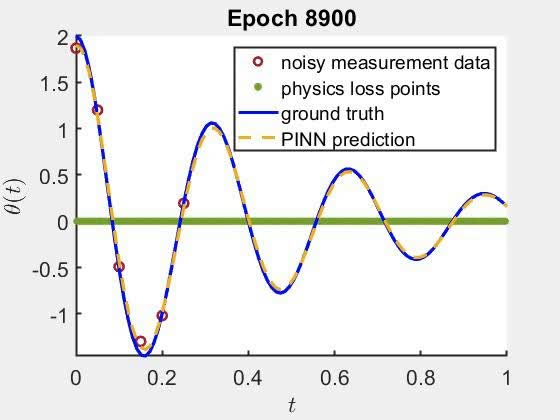 Epoch 8900
noisy measurement data
physics loss points
ground truth
PINN prediction
2
1.5
1
0.5
0
-0.5
-1
θ(t)
0 0.2 0.4 0.6 0.8 1
t